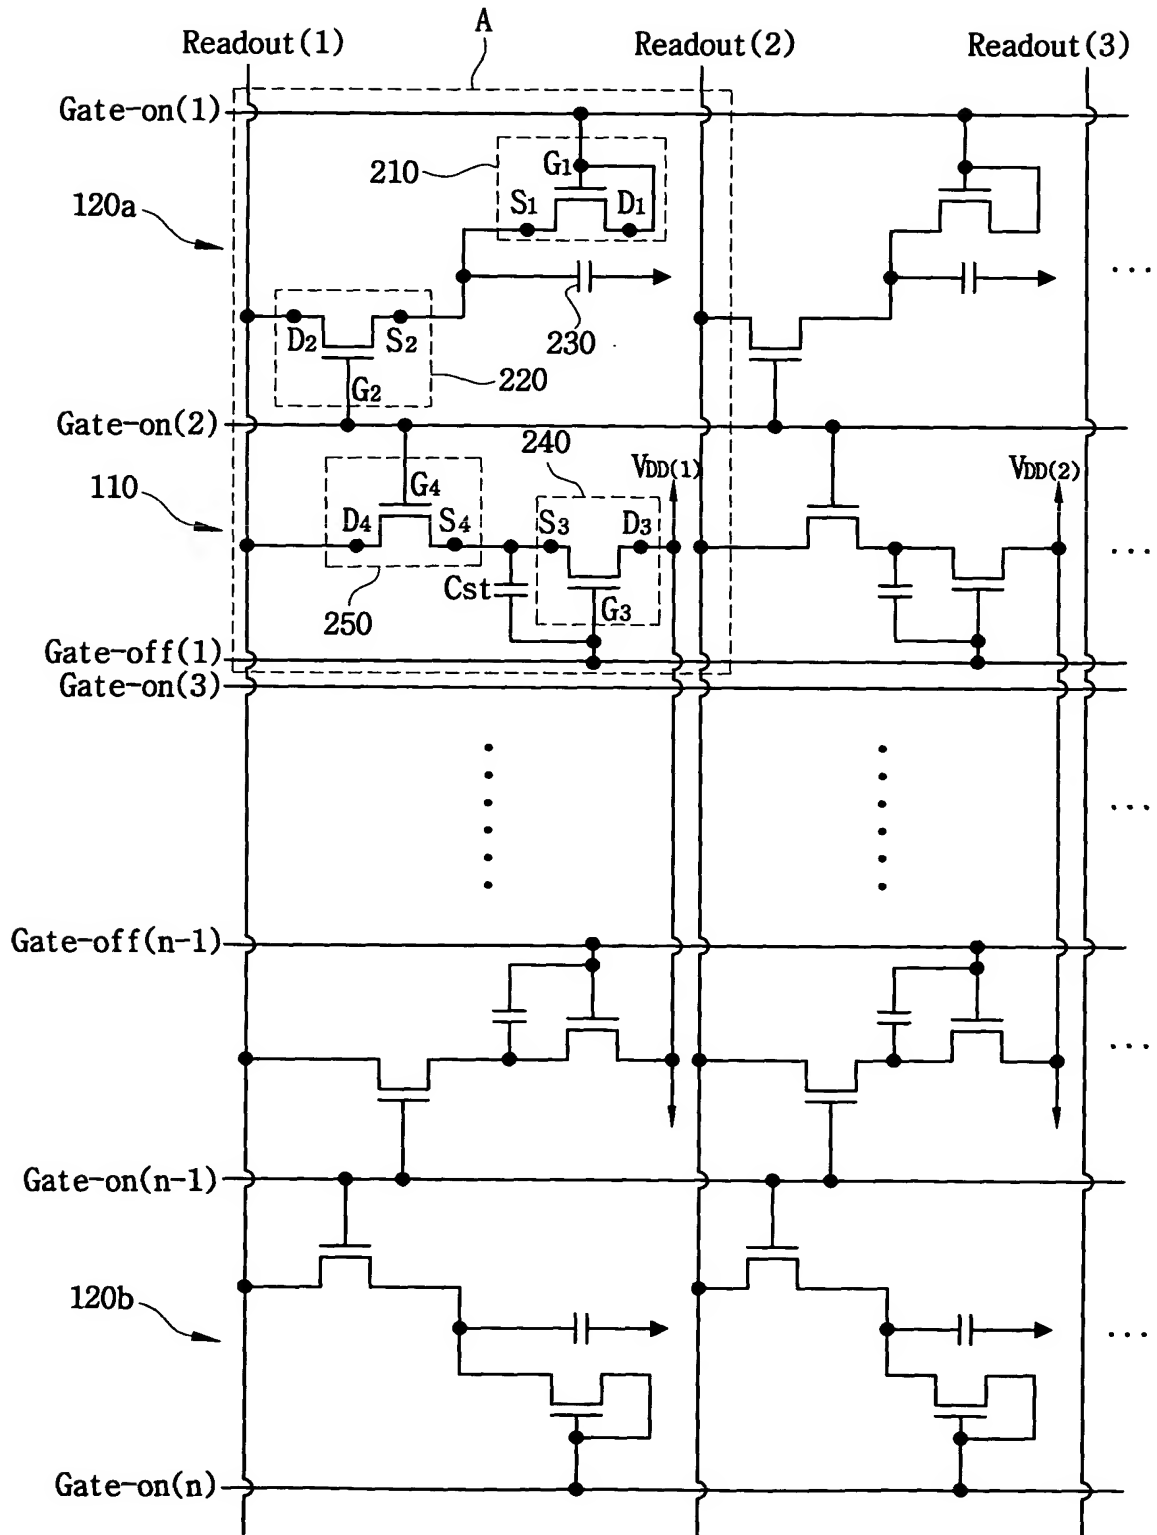 A
Readout(1)
Readout(2)
Readout(3)
Gate-on(1)
210
G1
S1
D1
120a
...
D2
S2
230
220
G2
Gate-on(2)
240
VDD(1)
VDD(2)
110
G4
D4
S4
S3
D3
...
Cst
G3
250
Gate-off(1)
Gate-on(3)
...
Gate-off(n-1)
...
Gate-on(n-1)
120b
...
Gate-on(n)